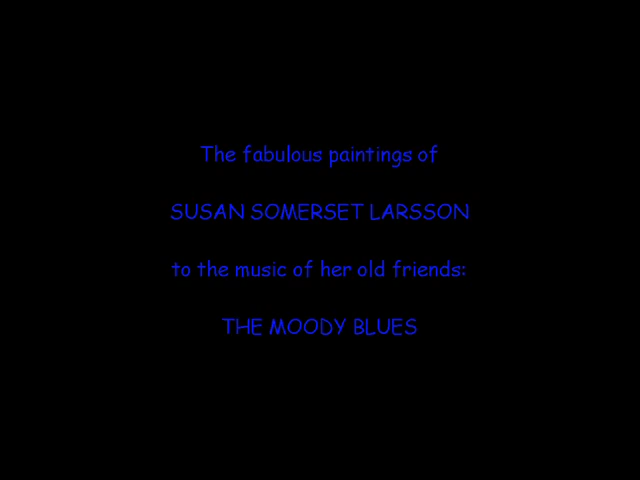 The fabulous paintings of
SUSAN SOMERSET LARSSON
to the music of her old friends:
THE MOODY BLUES